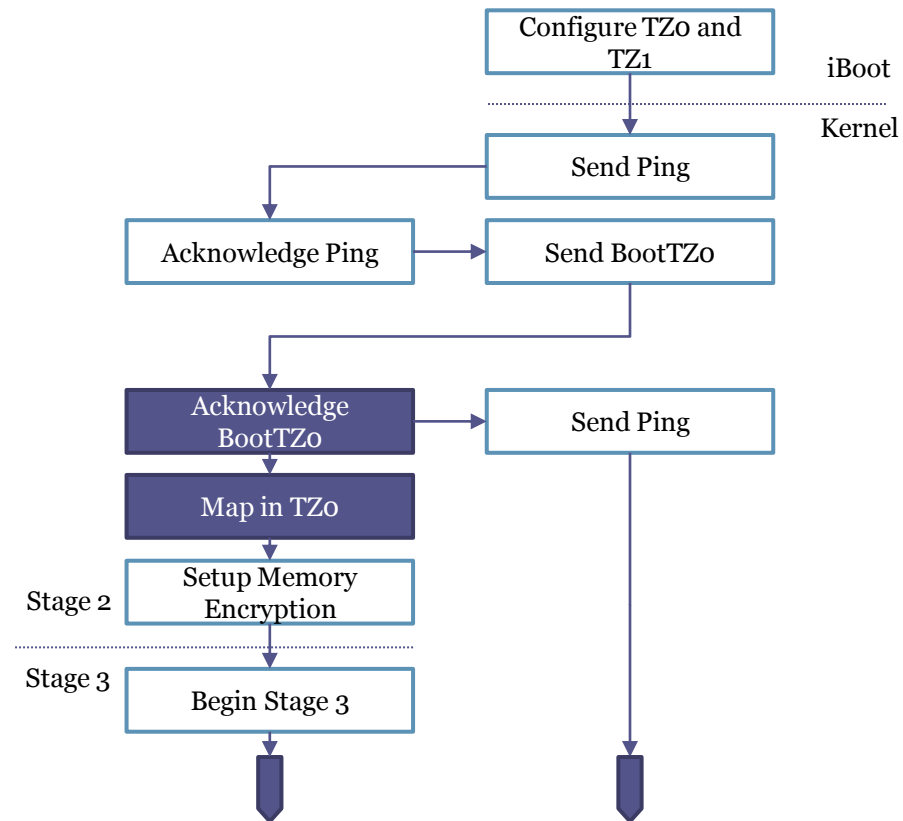 Configure TZ0 and
TZ1
iBoot
Kernel
Send Ping
Acknowledge Ping
Send BootTZ0
Acknowledge
BootTZ0
Send Ping
Map in TZ0
Setup Memory
Encryption
Stage 2
Stage 3
Begin Stage 3